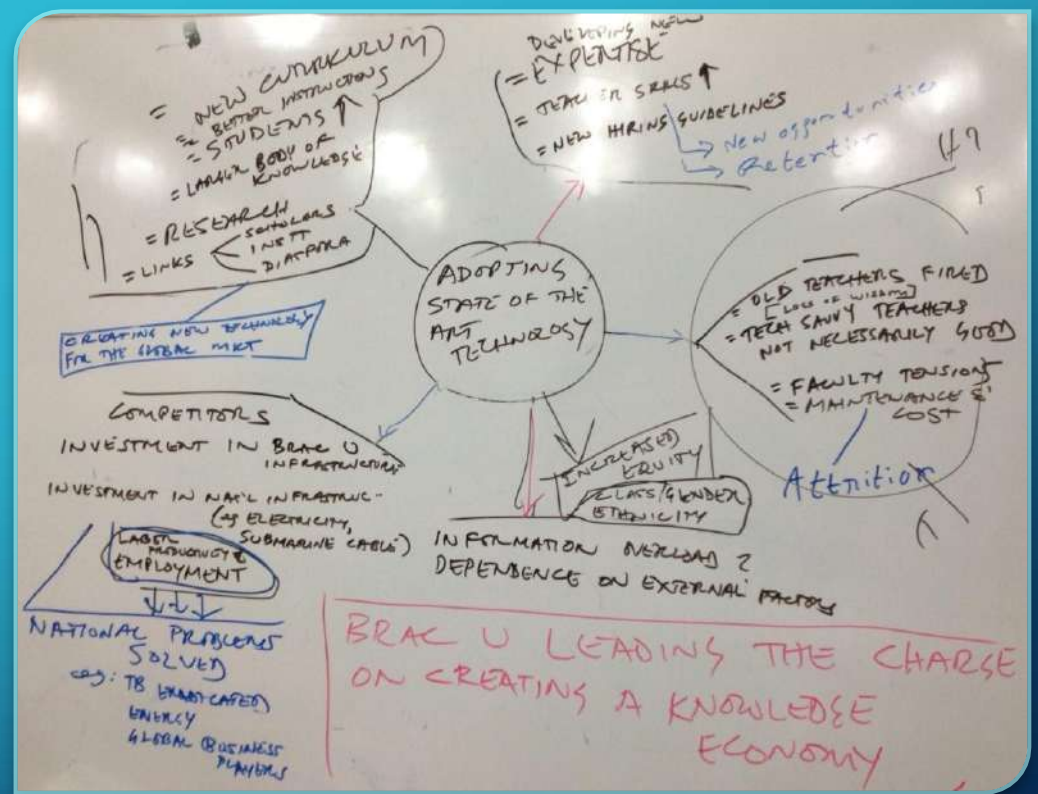 = NEW CURRICULUM
= BETTER INSTRUCTIONS
= STUDENTS ↑
= LARGER BODY OF
KNOWLEDGE
= RESEARCH
= LINKS
SCHOLARS
INSTT
DIASPORA
CREATING NEW TECHNOLOGY
FOR THE GLOBAL MKT
DEVELOPING NEW
= EXPERTISE
= TEACHER SKILLS ↑
= NEW HIRING GUIDELINES
→ New opportunities
→ Retention
ADOPTING
STATE OF THE
ART
TECHNOLOGY
= OLD TEACHERS FIRED
[LOSS OF WISDOM]
= TECH SAVVY TEACHERS
NOT NECESSARILY GOOD
= FACULTY TENSIONS
= MAINTENANCE &
COST
Attrition
COMPETITORS
INVESTMENT IN BRAC U
INFRASTRUCTURE
INVESTMENT IN NAT'L INFRASTRUC-
(eg ELECTRICITY,
SUBMARINE CABLE)
LABOR
PRODUCTIVITY &
EMPLOYMENT
NATIONAL PROBLEMS
SOLVED
eg: TB ERADICATED
ENERGY
GLOBAL BUSINESS
PLAYERS
INCREASED
EQUITY
CLASS/GENDER
ETHNICITY
INFORMATION OVERLOAD ?
DEPENDENCE ON EXTERNAL FACTORS
BRAC U LEADING THE CHARGE
ON CREATING A KNOWLEDGE
ECONOMY